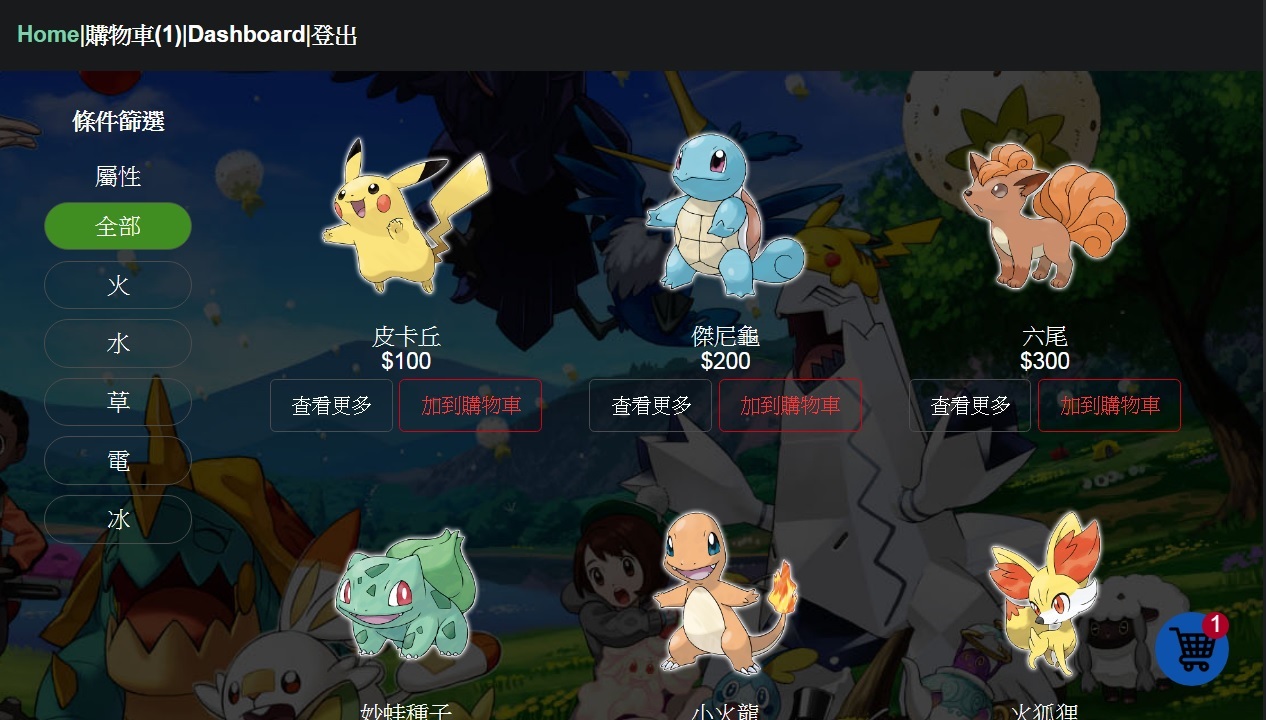 Home|購物車(1)|Dashboard|登出
條件篩選
屬性
全部
火
水
草
電
冰
皮卡丘
$100
查看更多 加到購物車
傑尼龜
$200
查看更多 加到購物車
六尾
$300
查看更多 加到購物車
妙蛙種子
小火龍
火狐狸
1